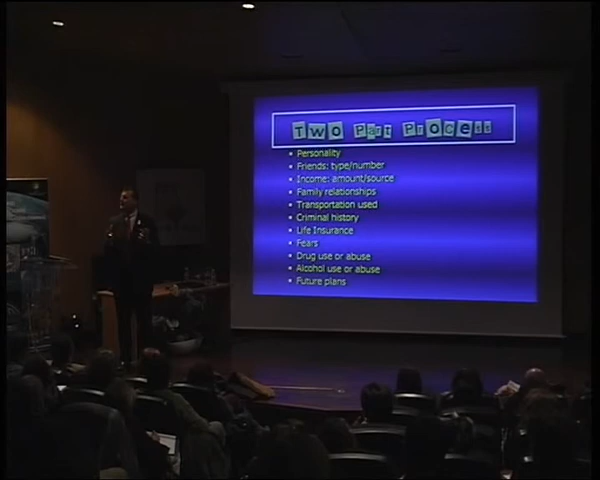 Two Part Process
Personality
Friends: type/number
Income: amount/source
Family relationships
Transportation used
Criminal history
Life Insurance
Fears
Drug use or abuse
Alcohol use or abuse
Future plans